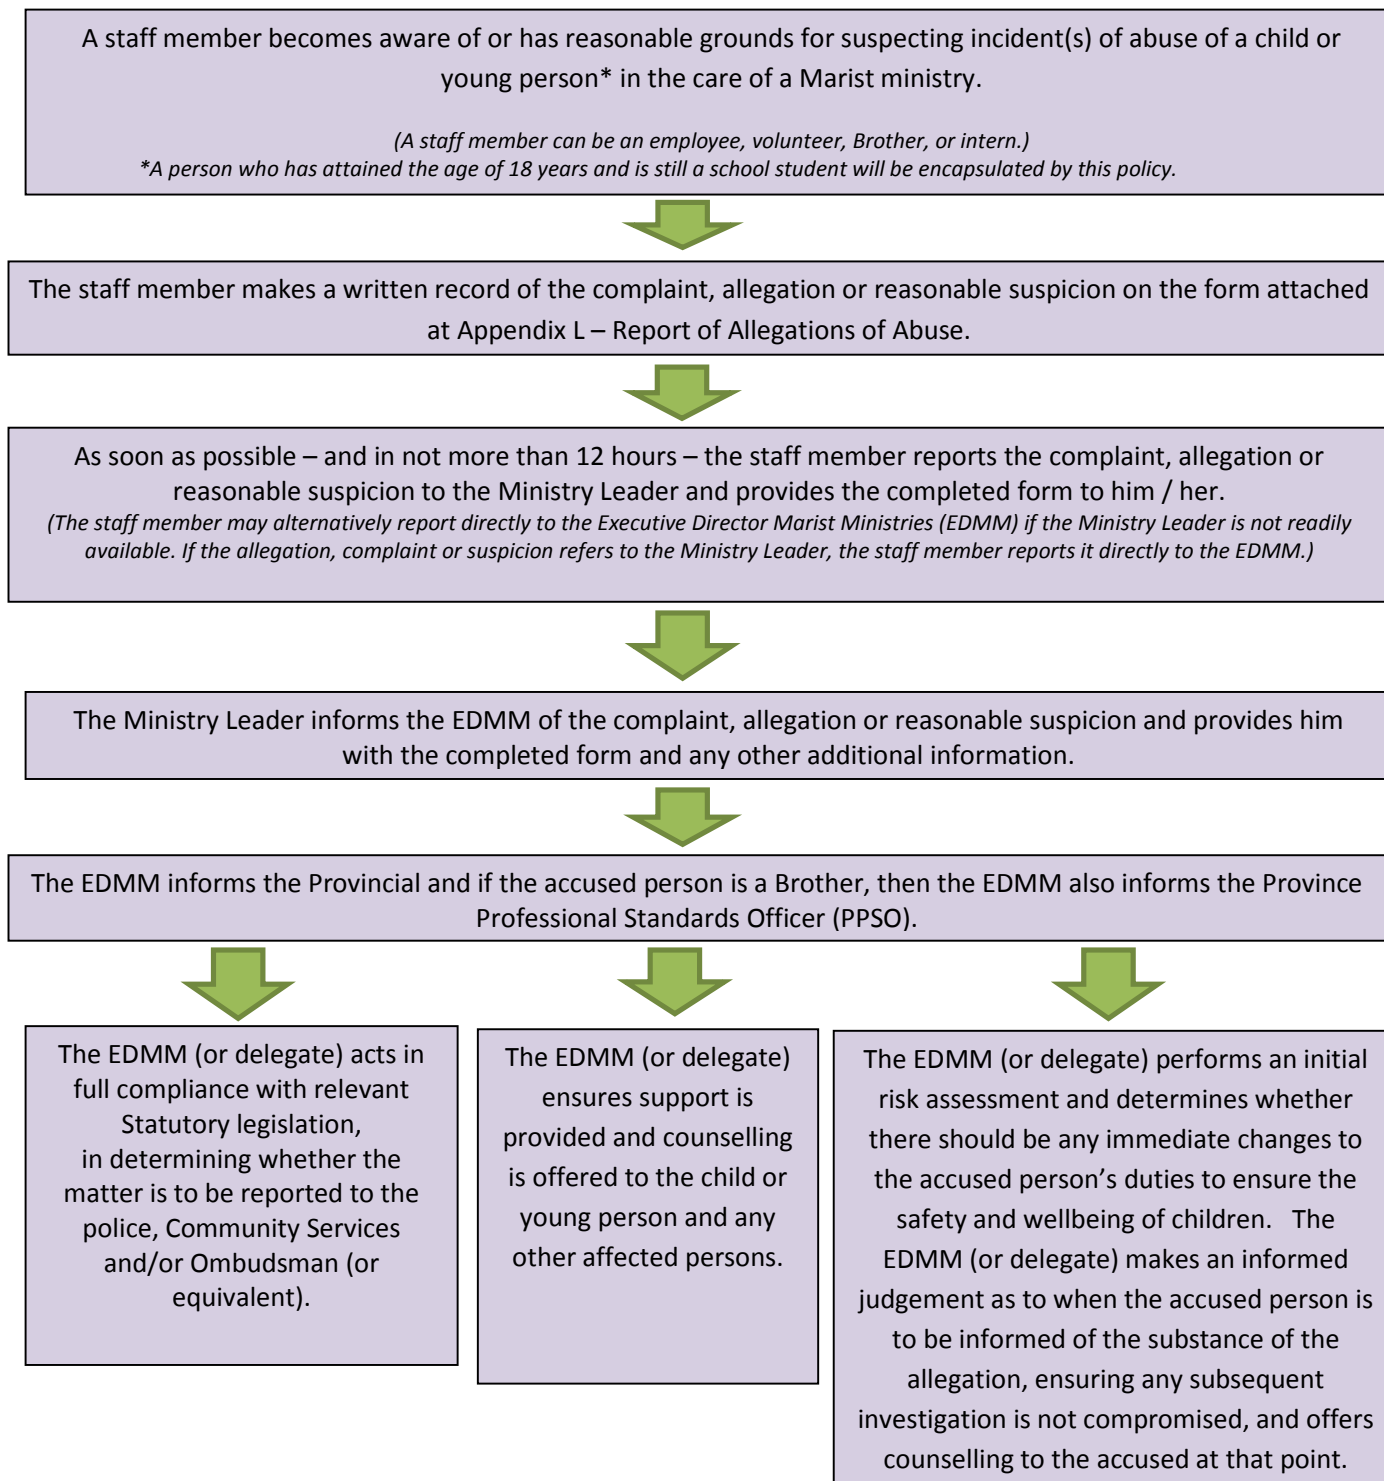 A staff member becomes aware of or has reasonable grounds for suspecting incident(s) of abuse of a child or
young person* in the care of a Marist ministry.
(A staff member can be an employee, volunteer, Brother, or intern.)
*A person who has attained the age of 18 years and is still a school student will be encapsulated by this policy.
The staff member makes a written record of the complaint, allegation or reasonable suspicion on the form attached
at Appendix L – Report of Allegations of Abuse.
As soon as possible – and in not more than 12 hours – the staff member reports the complaint, allegation or
reasonable suspicion to the Ministry Leader and provides the completed form to him / her.
(The staff member may alternatively report directly to the Executive Director Marist Ministries (EDMM) if the Ministry Leader is not readily
available. If the allegation, complaint or suspicion refers to the Ministry Leader, the staff member reports it directly to the EDMM.)
The Ministry Leader informs the EDMM of the complaint, allegation or reasonable suspicion and provides him
with the completed form and any other additional information.
The EDMM informs the Provincial and if the accused person is a Brother, then the EDMM also informs the Province
Professional Standards Officer (PPSO).
The EDMM (or delegate) acts in
full compliance with relevant
Statutory legislation,
in determining whether the
matter is to be reported to the
police, Community Services
and/or Ombudsman (or
equivalent).
The EDMM (or delegate)
ensures support is
provided and counselling
is offered to the child or
young person and any
other affected persons.
The EDMM (or delegate) performs an initial
risk assessment and determines whether
there should be any immediate changes to
the accused person’s duties to ensure the
safety and wellbeing of children.   The
EDMM (or delegate) makes an informed
judgement as to when the accused person is
to be informed of the substance of the
allegation, ensuring any subsequent
investigation is not compromised, and offers
counselling to the accused at that point.